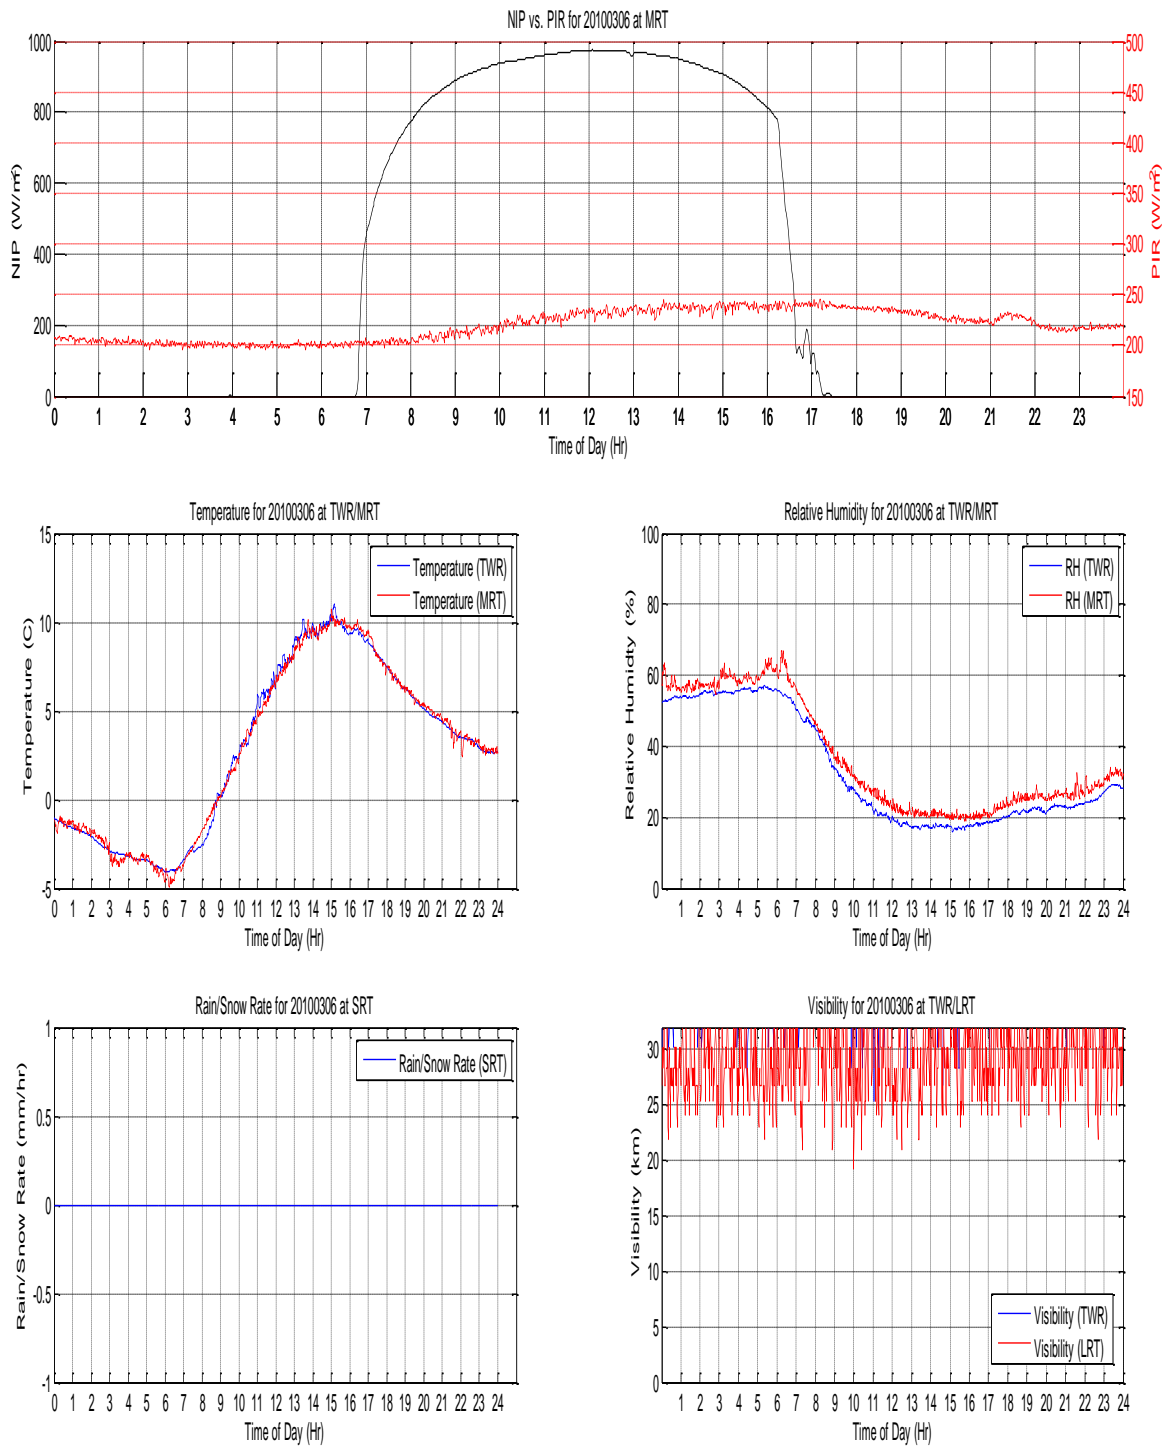 NIP vs. PIR for 20100306 at MRT
1000
800
600
400
200
0
NIP (W/m²)
500
450
400
350
300
250
200
150
PIR (W/m²)
0 1 2 3 4 5 6 7 8 9 10 11 12 13 14 15 16 17 18 19 20 21 22 23
Time of Day (Hr)
Temperature for 20100306 at TWR/MRT
15
10
5
0
-5
Temperature (C)
Temperature (TWR)
Temperature (MRT)
0 1 2 3 4 5 6 7 8 9 10 11 12 13 14 15 16 17 18 19 20 21 22 23 24
Time of Day (Hr)
Relative Humidity for 20100306 at TWR/MRT
100
80
60
40
20
0
Relative Humidty (%)
RH (TWR)
RH (MRT)
1 2 3 4 5 6 7 8 9 10 11 12 13 14 15 16 17 18 19 20 21 22 23 24
Time of Day (Hr)
Rain/Snow Rate for 20100306 at SRT
1
0.5
0
-0.5
-1
Rain/Snow Rate (mm/hr)
Rain/Snow Rate (SRT)
0 1 2 3 4 5 6 7 8 9 10 11 12 13 14 15 16 17 18 19 20 21 22 23 24
Time of Day (Hr)
Visibility for 20100306 at TWR/LRT
30
25
20
15
10
5
0
Visibility (km)
Visibility (TWR)
Visibility (LRT)
1 2 3 4 5 6 7 8 9 10 11 12 13 14 15 16 17 18 19 20 21 22 23 24
Time of Day (Hr)